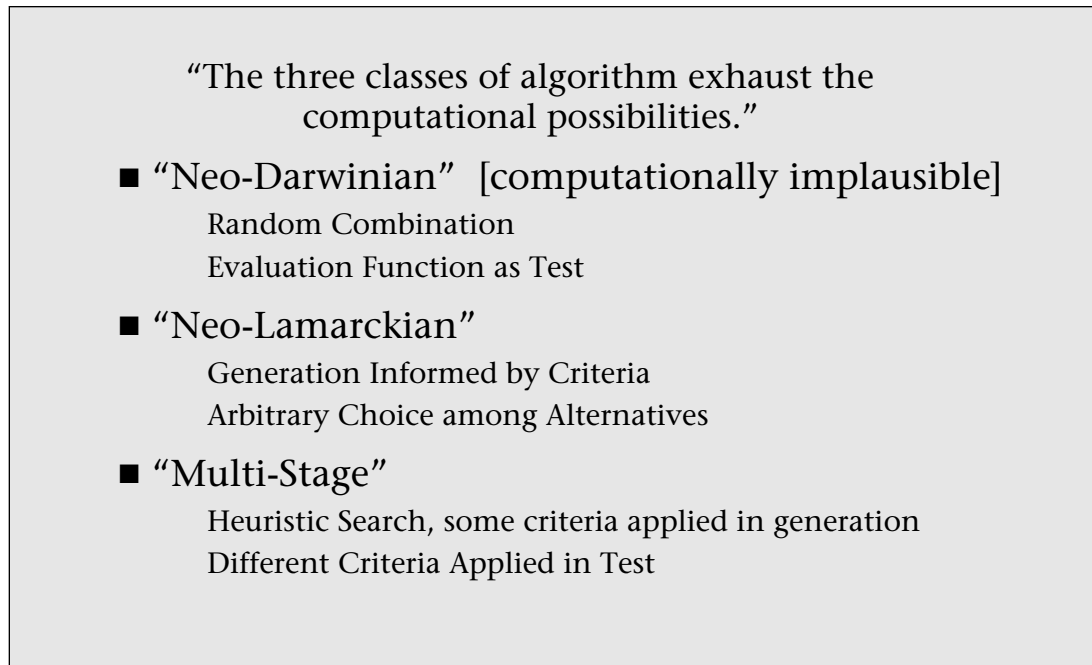 “The three classes of algorithm exhaust the
computational possibilities.”
■ “Neo-Darwinian” [computationally implausible]
Random Combination
Evaluation Function as Test
■ “Neo-Lamarckian”
Generation Informed by Criteria
Arbitrary Choice among Alternatives
■ “Multi-Stage”
Heuristic Search, some criteria applied in generation
Different Criteria Applied in Test